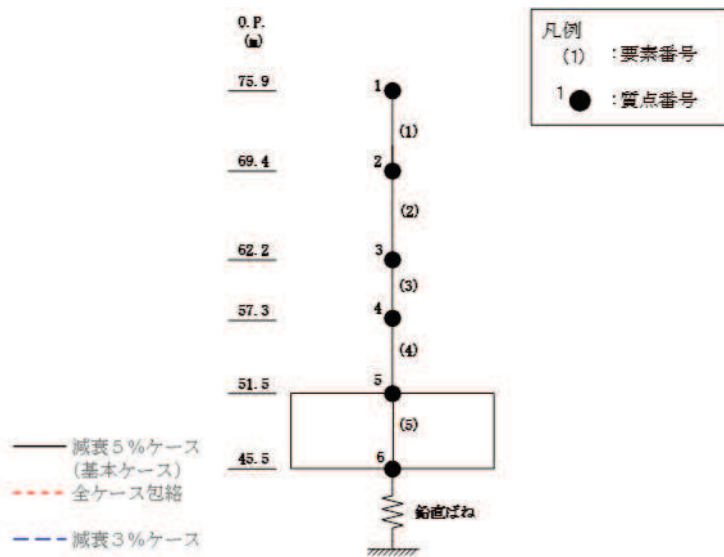 O.P.
(m)
75.9
69.4
62.2
57.3
51.5
45.5
1
(1)
2
(2)
3
(3)
4
(4)
5
(5)
6
鉛直ばね
凡例
(1) :要素番号
1 :質点番号
減衰5%ケース
(基本ケース)
全ケース包絡
減衰3%ケース